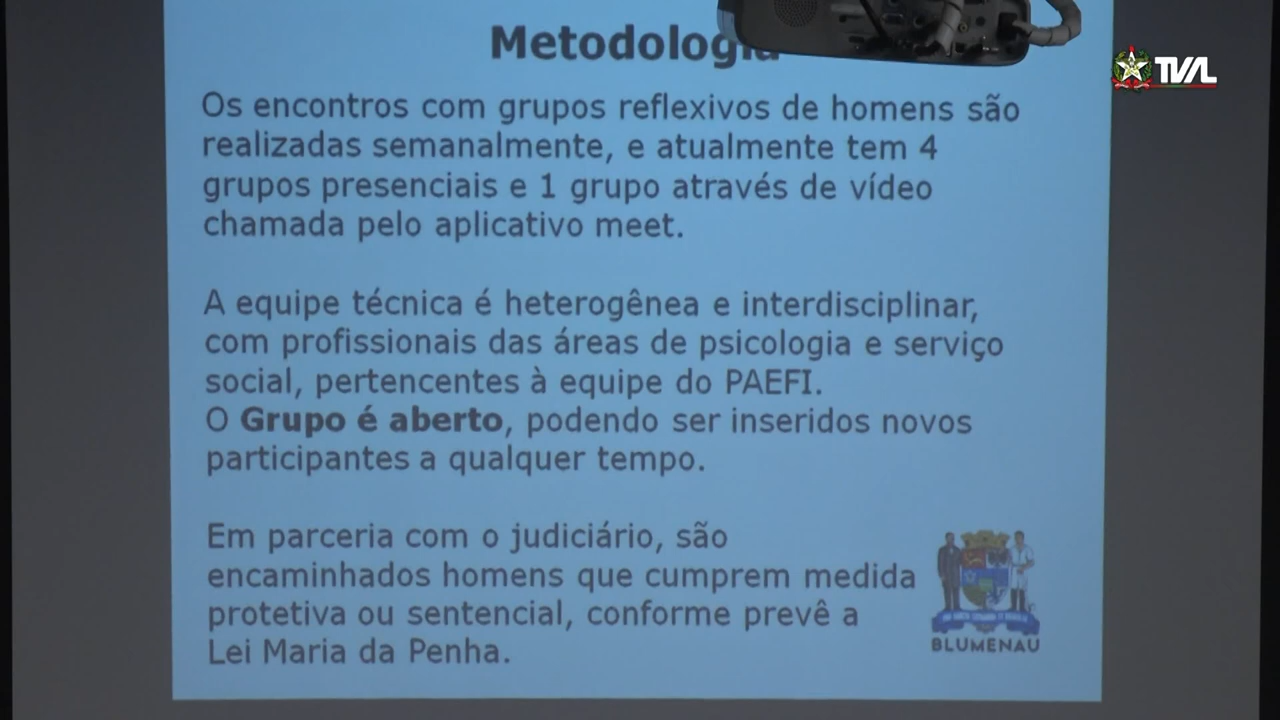 Metodologia
TVAL
Os encontros com grupos reflexivos de homens são
realizadas semanalmente, e atualmente tem 4
grupos presenciais e 1 grupo através de vídeo
chamada pelo aplicativo meet.
A equipe técnica é heterogênea e interdisciplinar,
com profissionais das áreas de psicologia e serviço
social, pertencentes à equipe do PAEFI.
O Grupo é aberto, podendo ser inseridos novos
participantes a qualquer tempo.
Em parceria com o judiciário, são
encaminhados homens que cumprem medida
protetiva ou sentencial, conforme prevê a
Lei Maria da Penha.
BLUMENAU